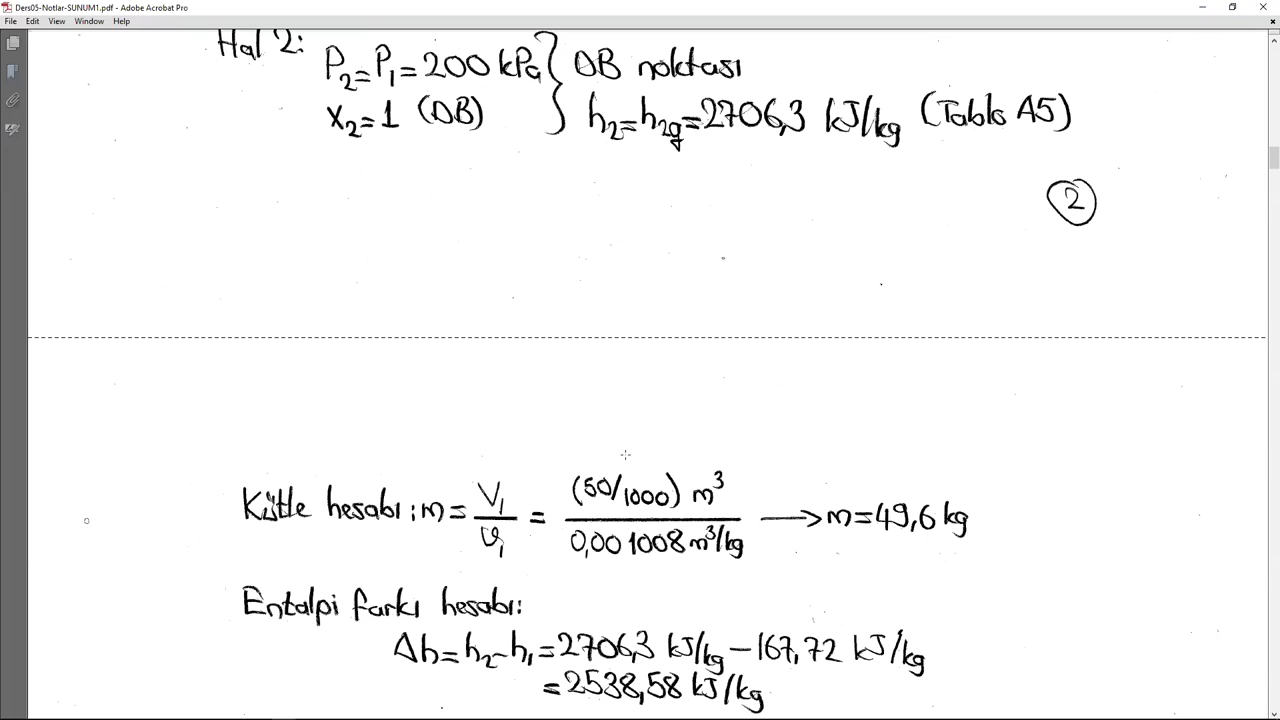 Ders05-Notlar-SUNUM1.pdf - Adobe Acrobat Pro
File Edit View Window Help
Hal 2:
P₂=P₁=200 kPa } DB noktası
x₂=1 (DB) h₂=h₂g=2706,3 kJ/kg (Tablo A5)
2
Kütle hesabı: m = V₁/υ₁ = (50/1000) m³ / 0,001008 m³/kg → m=49,6 kg
Entalpi farkı hesabı:
Δh=h₂-h₁=2706,3 kJ/kg - 167,72 kJ/kg
=2538,58 kJ/kg